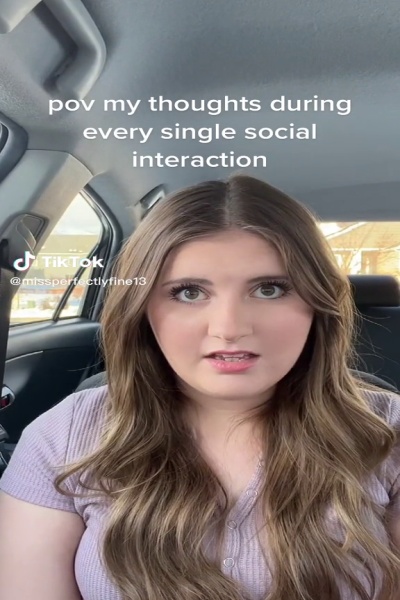 pov my thoughts during
every single social
interaction
TikTok
@missperfectlyfine13